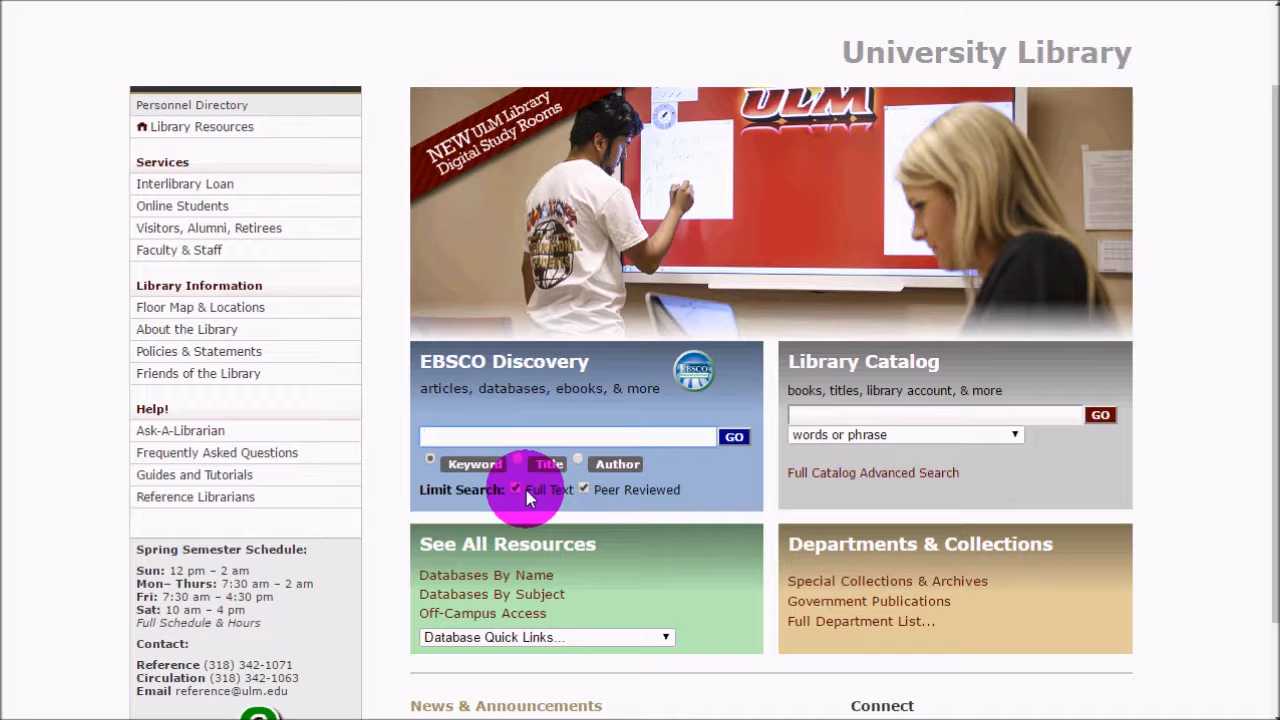 University Library
Personnel Directory
Library Resources
Services
Interlibrary Loan
Online Students
Visitors, Alumni, Retirees
Faculty & Staff
Library Information
Floor Map & Locations
About the Library
Policies & Statements
Friends of the Library
Help!
Ask-A-Librarian
Frequently Asked Questions
Guides and Tutorials
Reference Librarians
Spring Semester Schedule:
Sun: 12 pm – 2 am
Mon– Thurs: 7:30 am – 2 am
Fri: 7:30 am – 4:30 pm
Sat: 10 am – 4 pm
Full Schedule & Hours
Contact:
Reference (318) 342-1071
Circulation (318) 342-1063
Email reference@ulm.edu
NEW ULM Library
Digital Study Rooms
ULM
EBSCO Discovery
EBSCO
articles, databases, ebooks, & more
GO
Keyword Title Author
Limit Search: Full Text Peer Reviewed
Library Catalog
books, titles, library account, & more
GO
words or phrase
Full Catalog Advanced Search
See All Resources
Databases By Name
Databases By Subject
Off-Campus Access
Database Quick Links...
Departments & Collections
Special Collections & Archives
Government Publications
Full Department List...
News & Announcements
Connect